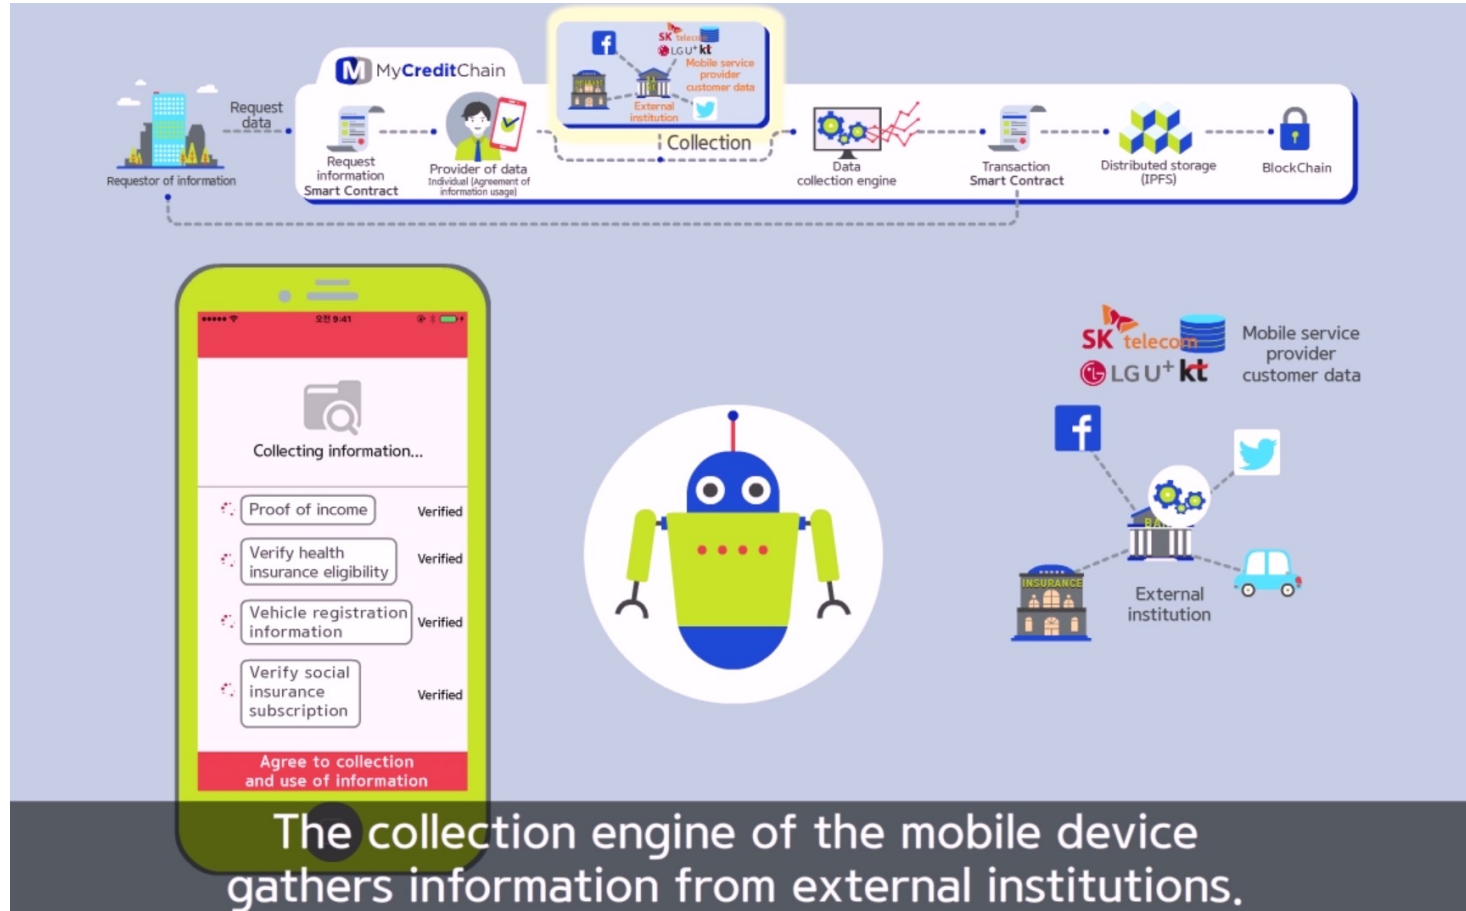 MyCreditChain
Request
data
Requestor of information
Request
information
Smart Contract
Provider of data
Individual (Agreement of
information usage)
SK telecom
LG U+ kt
Mobile service
provider
customer data
External
institution
Collection
Data
collection engine
Transaction
Smart Contract
Distributed storage
(IPFS)
BlockChain
오전 9:41
Collecting information...
Proof of income Verified
Verify health
insurance eligibility Verified
Vehicle registration
information Verified
Verify social
insurance
subscription Verified
Agree to collection
and use of information
SK telecom
LG U+ kt
Mobile service
provider
customer data
INSURANCE
External
institution
The collection engine of the mobile device
gathers information from external institutions.